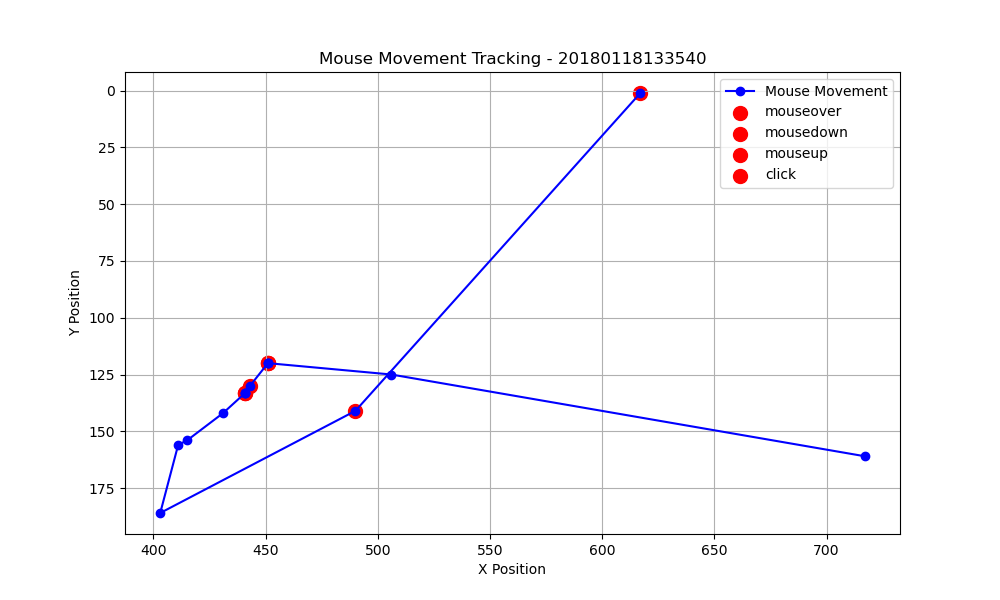 Mouse Movement Tracking - 20180118133540
Mouse Movement
mouseover
mousedown
mouseup
click
0
25
50
75
100
125
150
175
Y Position
400
450
500
550
600
650
700
X Position